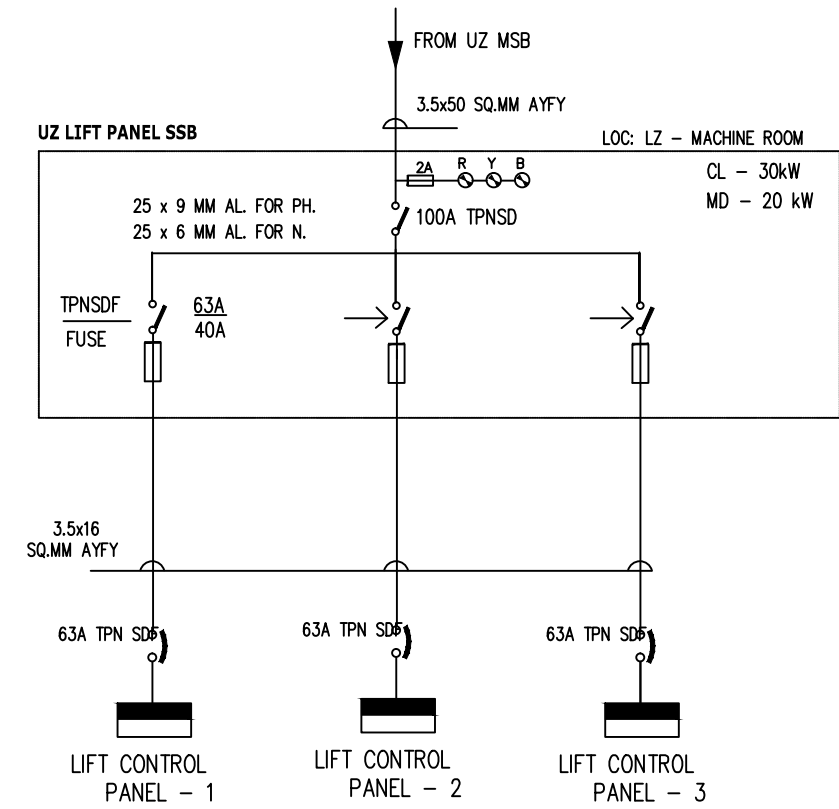 FROM UZ MSB
3.5x50 SQ.MM AYFY
UZ LIFT PANEL SSB
LOC: LZ – MACHINE ROOM
2A
R Y B
CL – 30kW
MD – 20 kW
25 x 9 MM AL. FOR PH.
25 x 6 MM AL. FOR N.
100A TPNSD
TPNSDF
FUSE
63A
40A
3.5x16
SQ.MM AYFY
63A TPN SDF
63A TPN SDF
63A TPN SDF
LIFT CONTROL
PANEL – 1
LIFT CONTROL
PANEL – 2
LIFT CONTROL
PANEL – 3